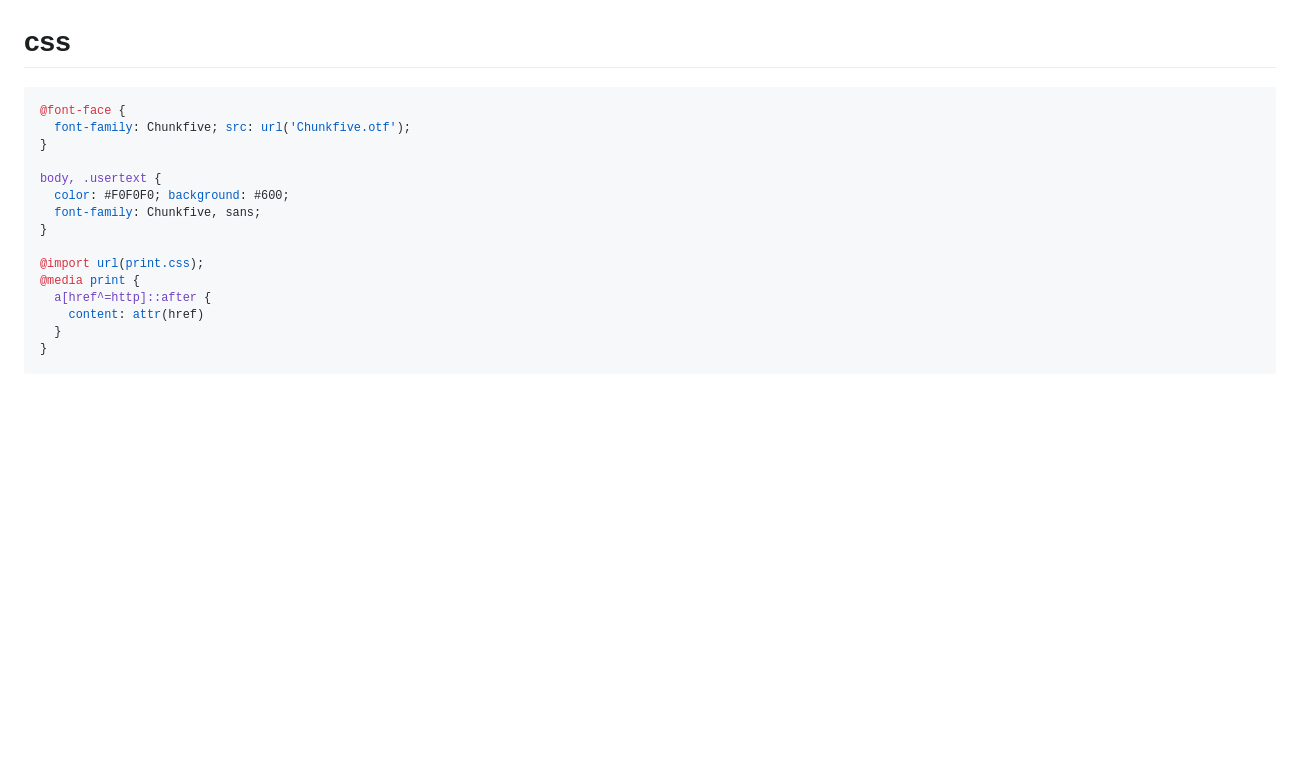 css
@font-face {
  font-family: Chunkfive; src: url('Chunkfive.otf');
}

body, .usertext {
  color: #F0F0F0; background: #600;
  font-family: Chunkfive, sans;
}

@import url(print.css);
@media print {
  a[href^=http]::after {
    content: attr(href)
  }
}